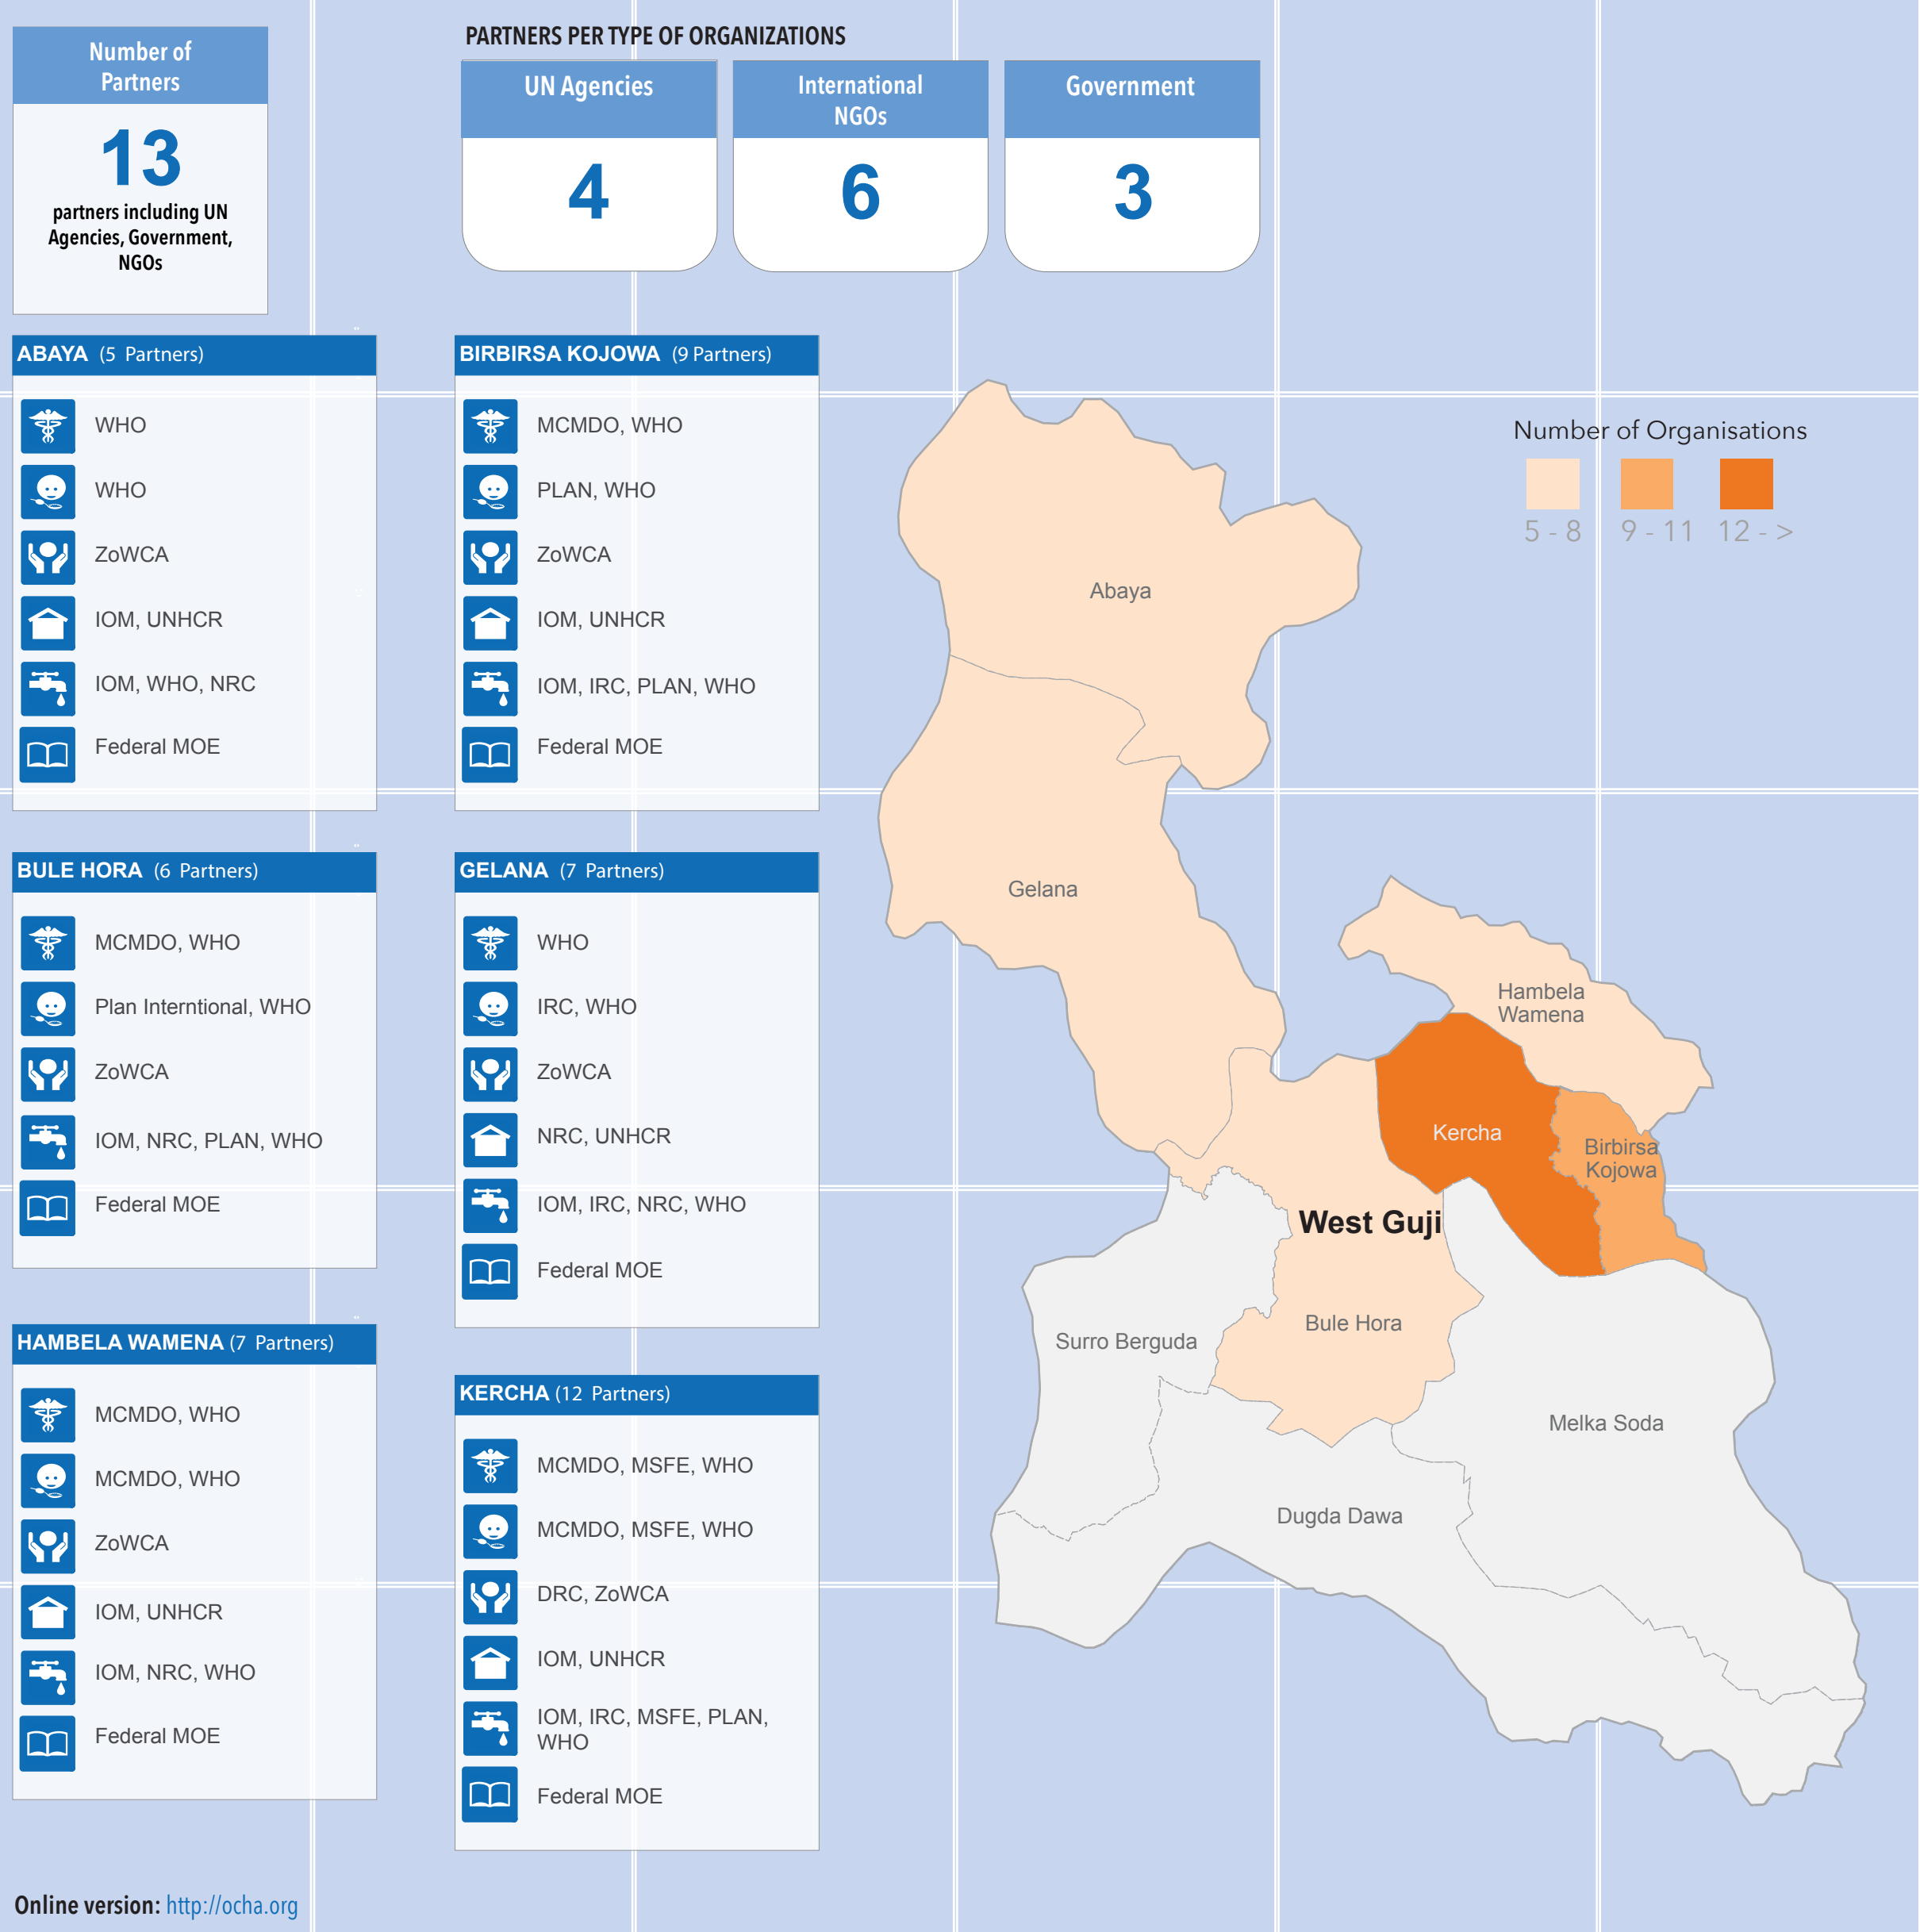 Number of
Partners
13
partners including UN
Agencies, Government,
NGOs
PARTNERS PER TYPE OF ORGANIZATIONS
UN Agencies
4
International
NGOs
6
Government
3
ABAYA (5 Partners)
WHO
WHO
ZoWCA
IOM, UNHCR
IOM, WHO, NRC
Federal MOE
BIRBIRSA KOJOWA (9 Partners)
MCMDO, WHO
PLAN, WHO
ZoWCA
IOM, UNHCR
IOM, IRC, PLAN, WHO
Federal MOE
BULE HORA (6 Partners)
MCMDO, WHO
Plan Interntional, WHO
ZoWCA
IOM, NRC, PLAN, WHO
Federal MOE
GELANA (7 Partners)
WHO
IRC, WHO
ZoWCA
NRC, UNHCR
IOM, IRC, NRC, WHO
Federal MOE
HAMBELA WAMENA (7 Partners)
MCMDO, WHO
MCMDO, WHO
ZoWCA
IOM, UNHCR
IOM, NRC, WHO
Federal MOE
KERCHA (12 Partners)
MCMDO, MSFE, WHO
MCMDO, MSFE, WHO
DRC, ZoWCA
IOM, UNHCR
IOM, IRC, MSFE, PLAN,
WHO
Federal MOE
Number of Organisations
5 - 8
9 - 11
12 - >
Abaya
Gelana
Hambela
Wamena
Kercha
Birbirsa
Kojowa
West Guji
Bule Hora
Surro Berguda
Melka Soda
Dugda Dawa
Online version: http://ocha.org